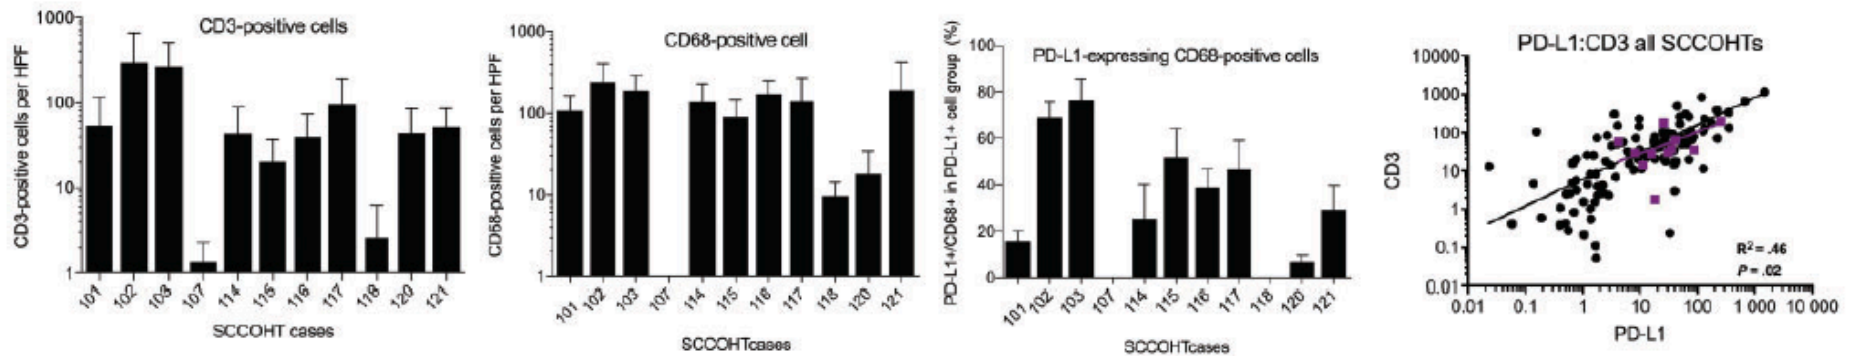 CD3-positive cells
CD3-positive cells per HPF
1000
100
10
1
101 102 103 107 114 115 116 117 118 120 121
SCCOHT cases
CD68-positive cell
CD68-positive cells per HPF
1000
100
10
1
101 102 103 107 114 115 116 117 118 120 121
SCCOHTcases
PD-L1-expressing CD68-positive cells
PD-L1+/CD68+ in PD-L1+ cell group (%)
100
80
60
40
20
0
101 102 103 107 114 115 116 117 118 120 121
SCCOHTcases
PD-L1:CD3 all SCCOHTs
CD3
10000
1000
100
10
1
0.1
0.01
R² = .46
P = .02
0.01 0.1 1 10 100 1 000 10 000
PD-L1